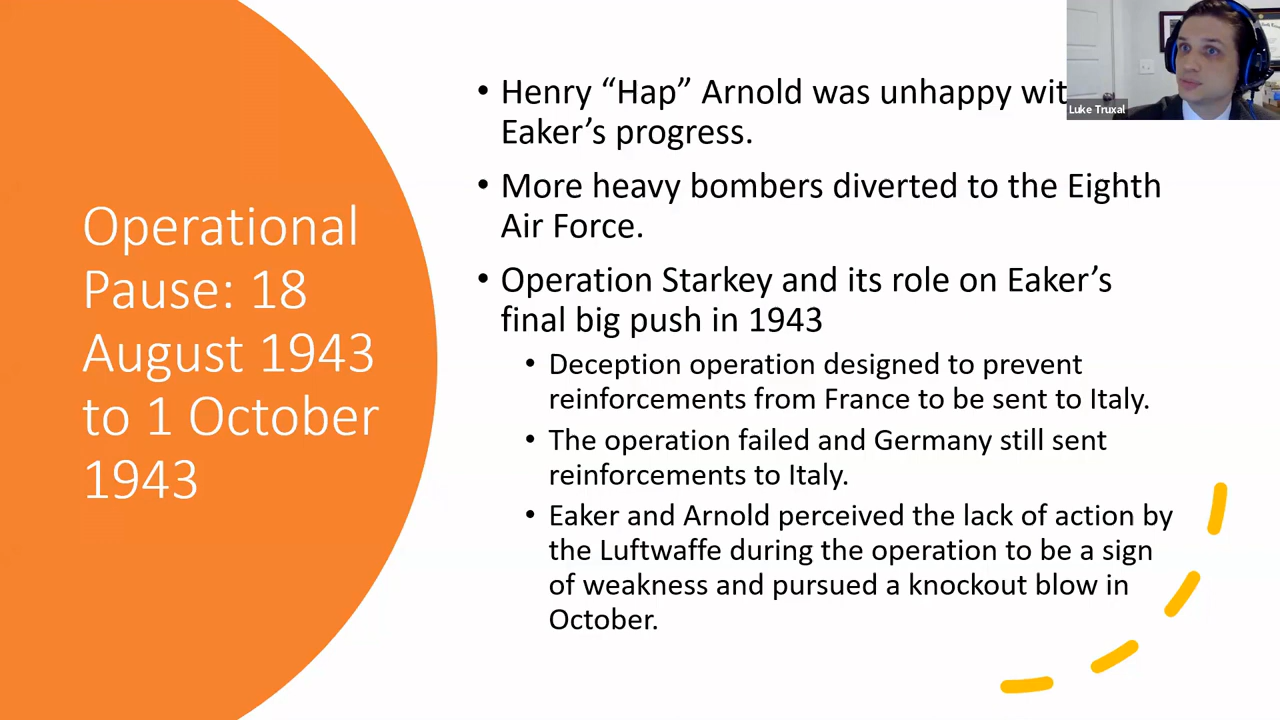 Operational
Pause: 18
August 1943
to 1 October
1943
• Henry “Hap” Arnold was unhappy wit
Eaker’s progress.
• More heavy bombers diverted to the Eighth
Air Force.
• Operation Starkey and its role on Eaker’s
final big push in 1943
• Deception operation designed to prevent
reinforcements from France to be sent to Italy.
• The operation failed and Germany still sent
reinforcements to Italy.
• Eaker and Arnold perceived the lack of action by
the Luftwaffe during the operation to be a sign
of weakness and pursued a knockout blow in
October.
Luke Truxal